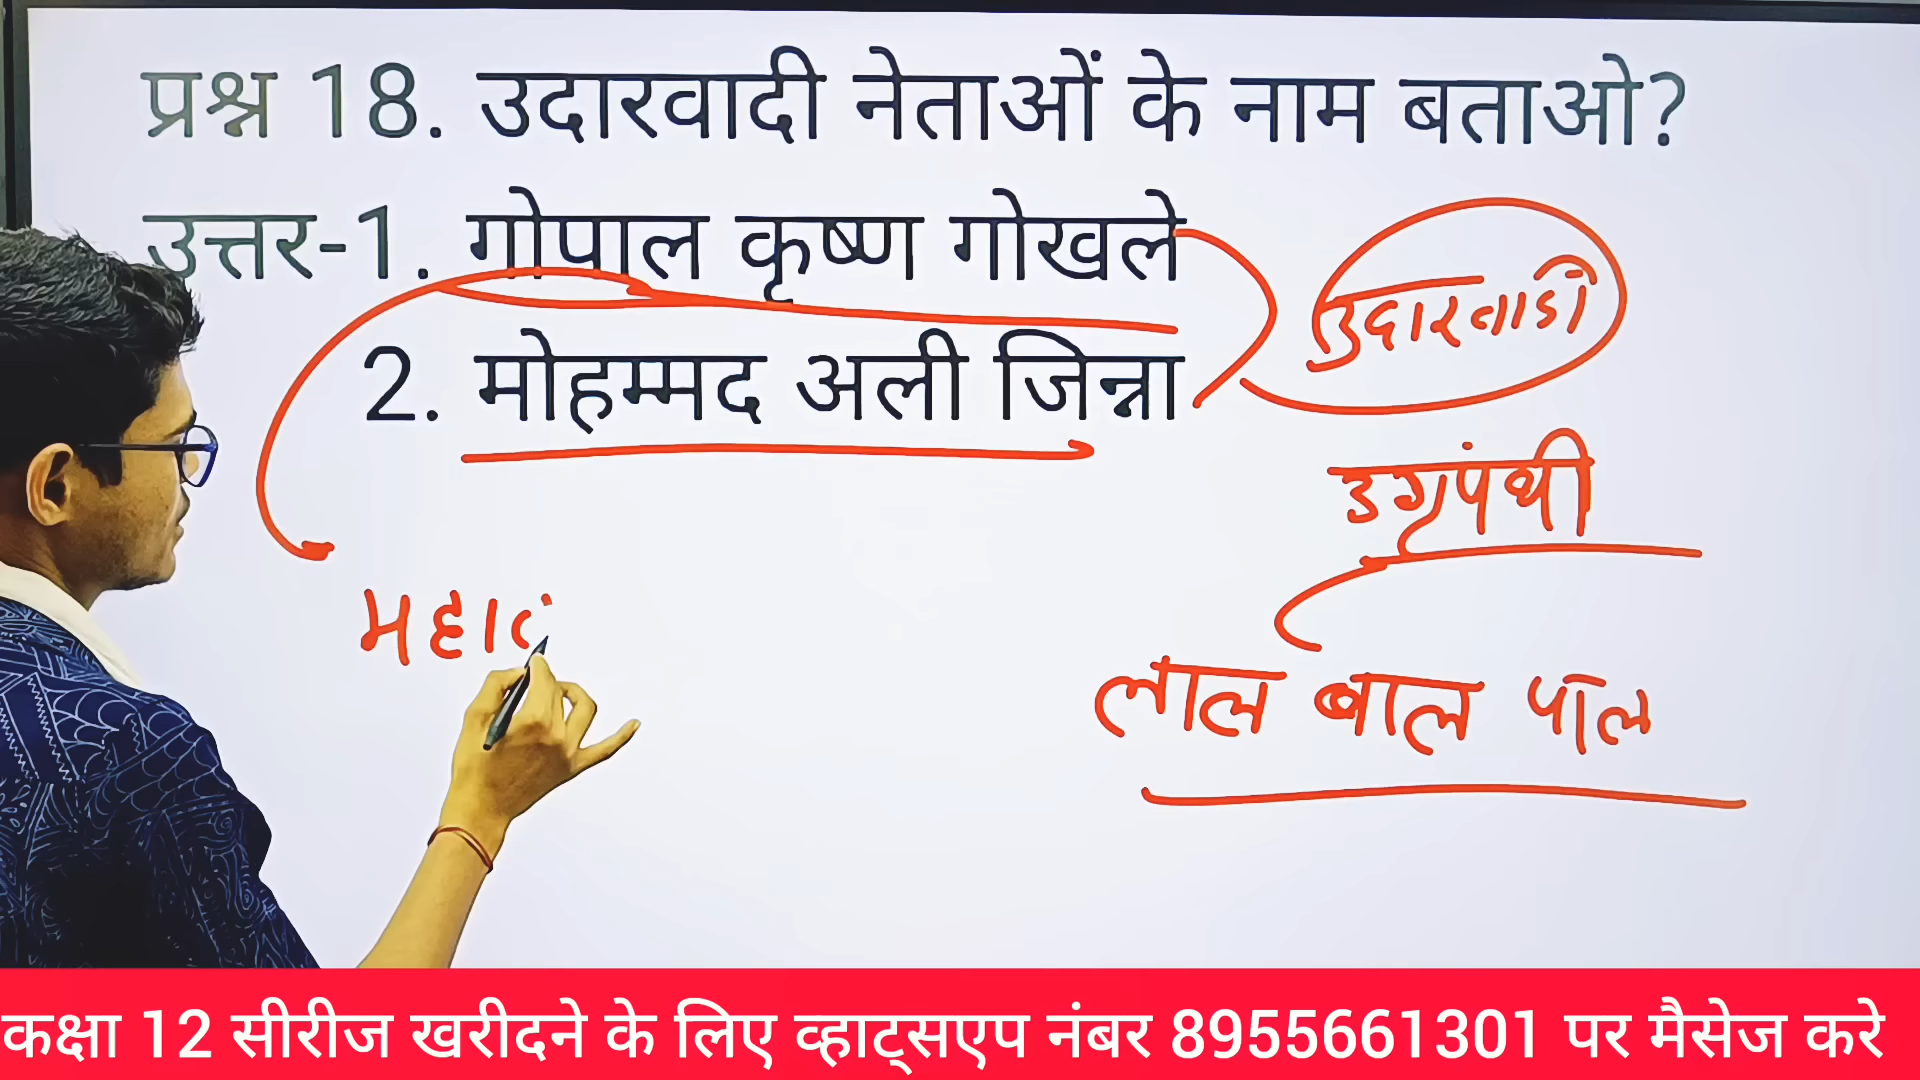 प्रश्न 18. उदारवादी नेताओं के नाम बताओ?
उत्तर-1. गोपाल कृष्ण गोखले
2. मोहम्मद अली जिन्ना
उदारवादी
उग्रपंथी
लाल बाल पाल
महा
कक्षा 12 सीरीज खरीदने के लिए व्हाट्सएप नंबर 8955661301 पर मैसेज करे